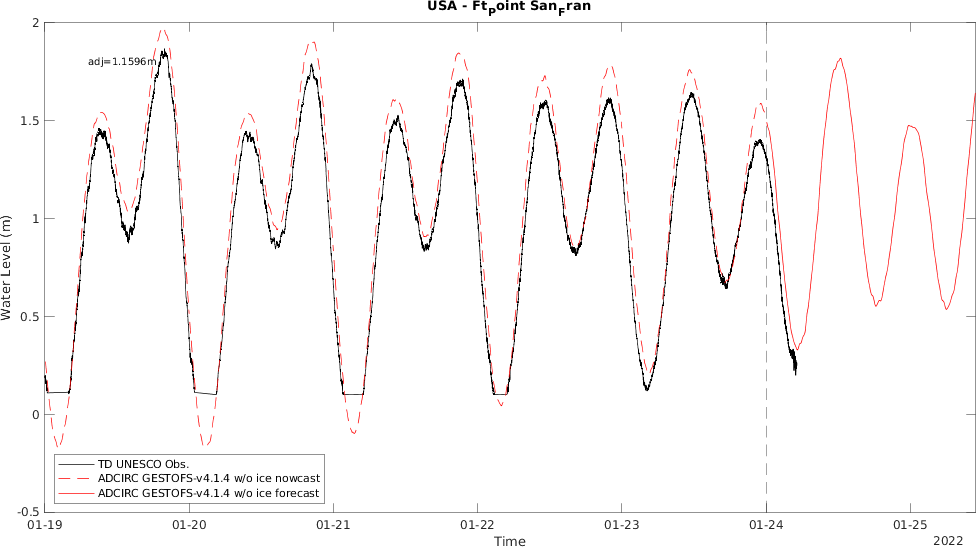 USA - Ft_Point San_Fran
adj=1.1596m
2
1.5
1
0.5
0
-0.5
Water Level (m)
TD UNESCO Obs.
ADCIRC GESTOFS-v4.1.4 w/o ice nowcast
ADCIRC GESTOFS-v4.1.4 w/o ice forecast
01-19 01-20 01-21 01-22 01-23 01-24 01-25
Time
2022